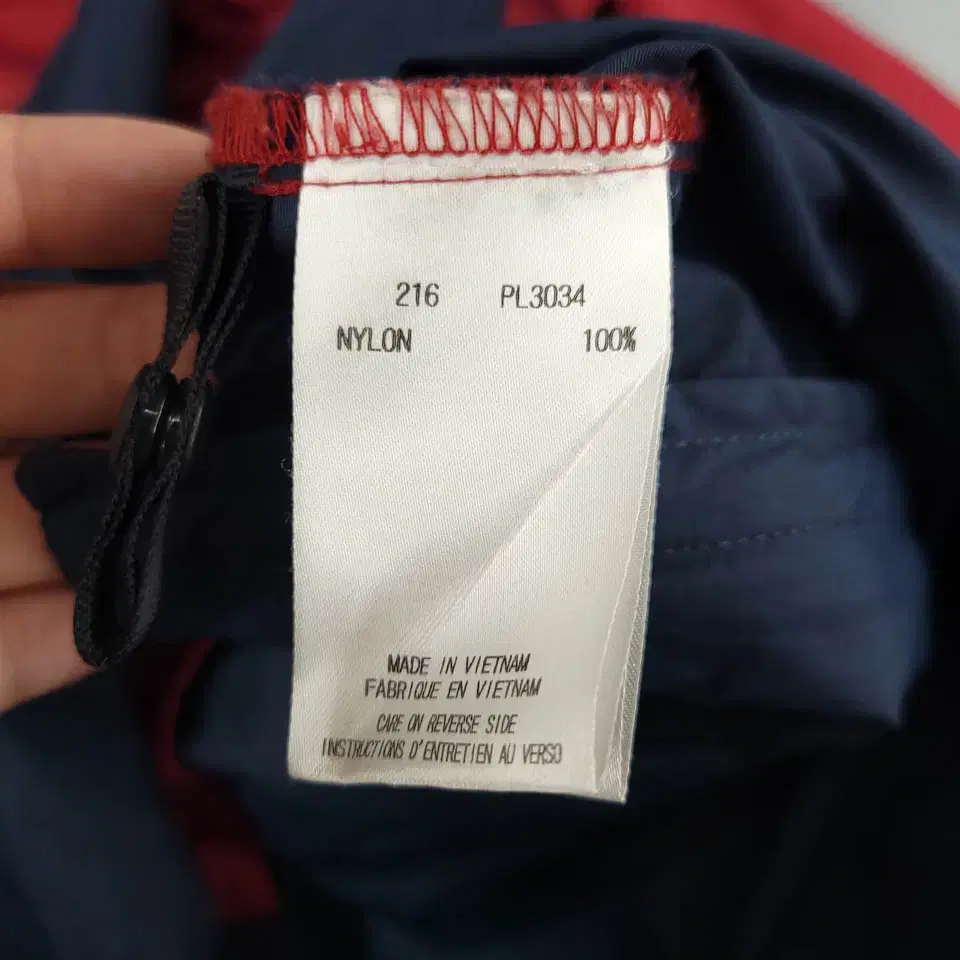 216 PL3034
NYLON 100%
MADE IN VIETNAM
FABRIQUE EN VIETNAM
CARE ON REVERSE SIDE
INSTRUCTIONS D'ENTRETIEN AU VERSO